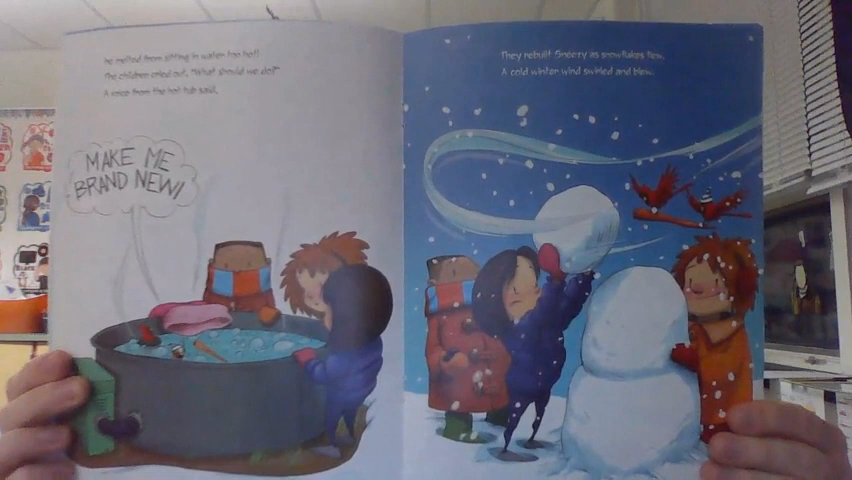 he melted from sitting in water too hot!
The children cried out, "What should we do?"
A voice from the hot tub said,
MAKE ME
BRAND NEW!
They rebuilt Sneezy as snowflakes flew.
A cold winter wind swirled and blew.